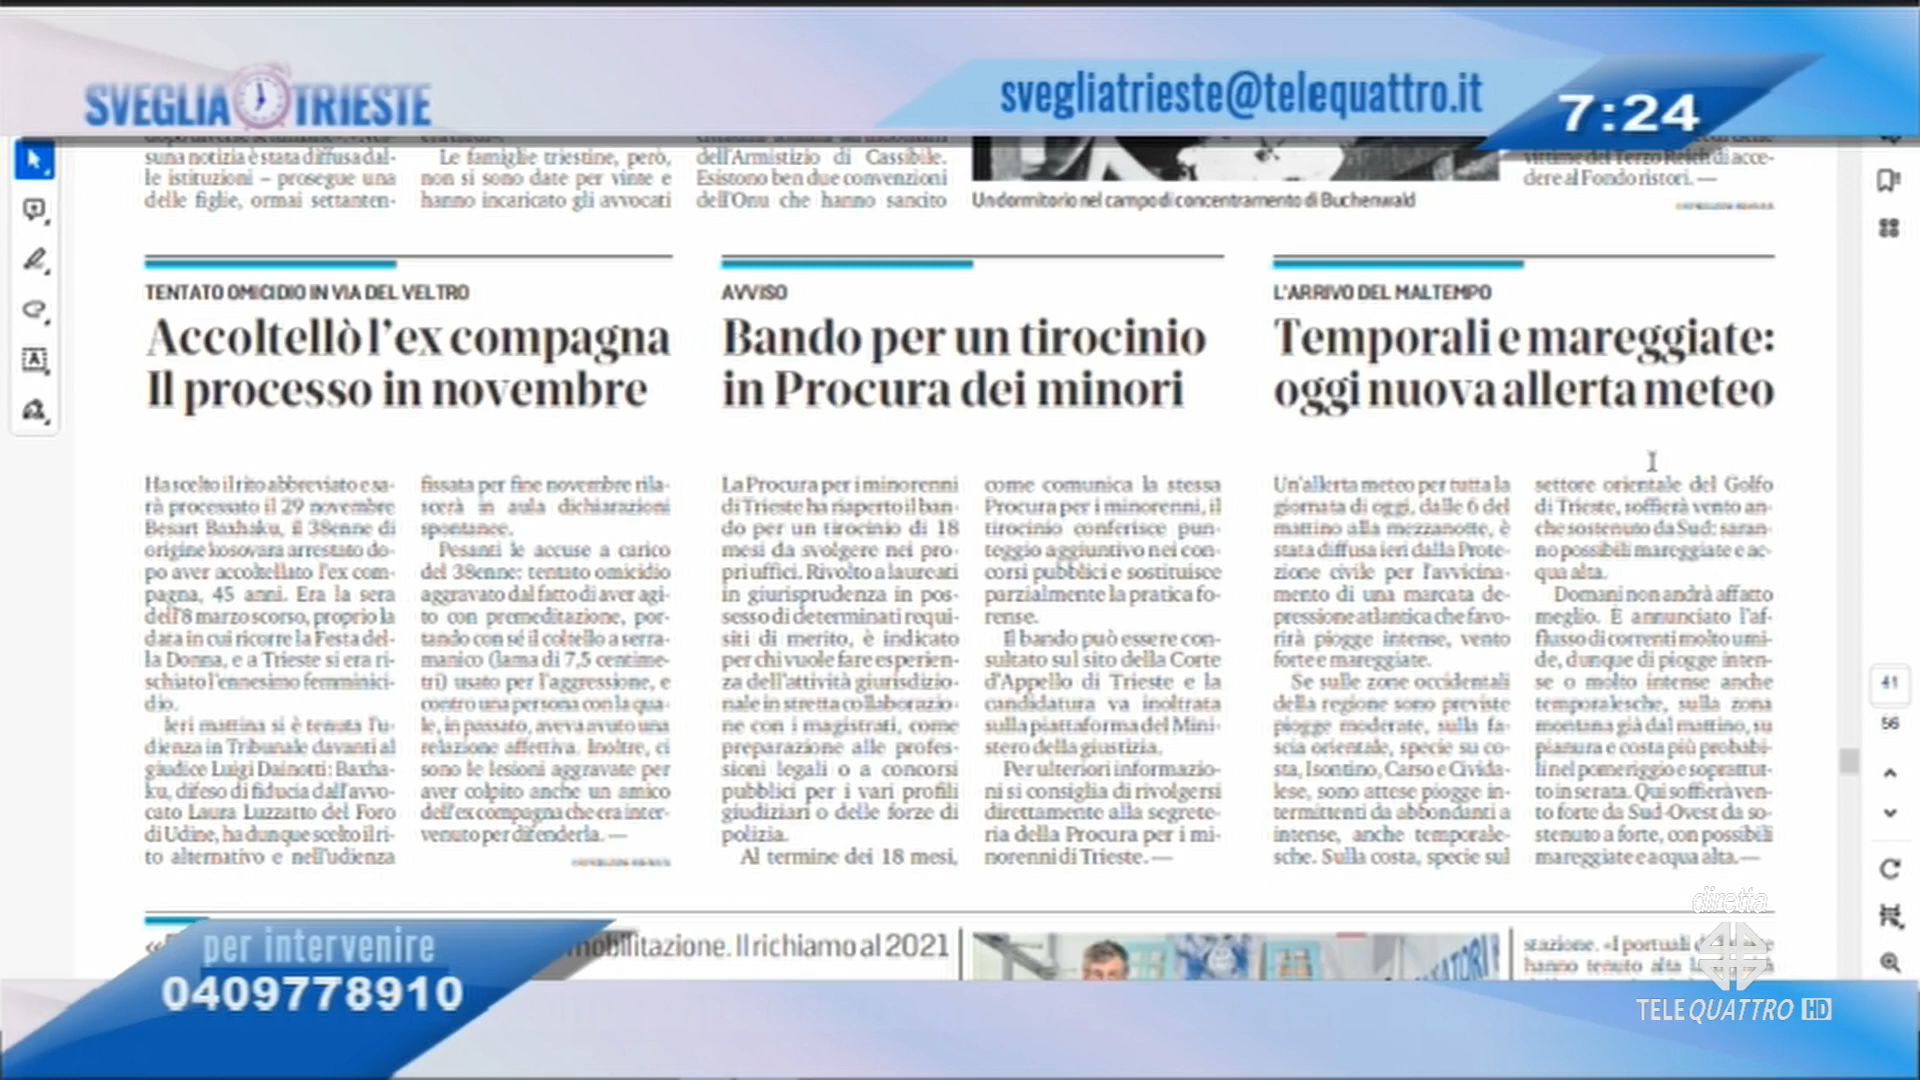 SVEGLIA TRIESTE
svegliatrieste@telequattro.it
7:24
suna notizia è stata diffusa dal-
le istituzioni – prosegue una
delle figlie, ormai settanten-
Le famiglie triestine, però,
non si sono date per vinte e
hanno incaricato gli avvocati
dell'Armistizio di Cassibile.
Esistono ben due convenzioni
dell'Onu che hanno sancito
Un dormitorio nel campo di concentramento di Buchenwald
vittime del Terzo Reich di acce-
dere al Fondo ristori. —
TENTATO OMICIDIO IN VIA DEL VELTRO
Accoltellò l'ex compagna
Il processo in novembre
Ha scelto il rito abbreviato e sa-
rà processato il 29 novembre
Besart Baxhaku, il 38enne di
origine kosovara arrestato do-
po aver accoltellato l'ex com-
pagna, 45 anni. Era la sera
dell'8 marzo scorso, proprio la
data in cui ricorre la Festa del-
la Donna, e a Trieste si era ri-
schiato l'ennesimo femminici-
dio.
Ieri mattina si è tenuta l'u-
dienza in Tribunale davanti al
giudice Luigi Dainotti: Baxha-
ku, difeso di fiducia dall'avvo-
cato Laura Luzzatto del Foro
di Udine, ha dunque scelto il ri-
to alternativo e nell'udienza
fissata per fine novembre rila-
scerà in aula dichiarazioni
spontanee.
Pesanti le accuse a carico
del 38enne: tentato omicidio
aggravato dal fatto di aver agi-
to con premeditazione, por-
tando con sé il coltello a serra-
manico (lama di 7,5 centime-
tri) usato per l'aggressione, e
contro una persona con la qua-
le, in passato, aveva avuto una
relazione affettiva. Inoltre, ci
sono le lesioni aggravate per
aver colpito anche un amico
dell'ex compagna che era inter-
venuto per difenderla. —
AVVISO
Bando per un tirocinio
in Procura dei minori
La Procura per i minorenni
di Trieste ha riaperto il ban-
do per un tirocinio di 18
mesi da svolgere nei pro-
pri uffici. Rivolto a laureati
in giurisprudenza in pos-
sesso di determinati requi-
siti di merito, è indicato
per chi vuole fare esperien-
za dell'attività giurisdizio-
nale in stretta collaborazio-
ne con i magistrati, come
preparazione alle profes-
sioni legali o a concorsi
pubblici per i vari profili
giudiziari o delle forze di
polizia.
Al termine dei 18 mesi,
come comunica la stessa
Procura per i minorenni, il
tirocinio conferisce pun-
teggio aggiuntivo nei con-
corsi pubblici e sostituisce
parzialmente la pratica fo-
rense.
Il bando può essere con-
sultato sul sito della Corte
d'Appello di Trieste e la
candidatura va inoltrata
sulla piattaforma del Mini-
stero della giustizia.
Per ulteriori informazio-
ni si consiglia di rivolgersi
direttamente alla segrete-
ria della Procura per i mi-
norenni di Trieste. —
L'ARRIVO DEL MALTEMPO
Temporali e mareggiate:
oggi nuova allerta meteo
Un'allerta meteo per tutta la
giornata di oggi, dalle 6 del
mattino alla mezzanotte, è
stata diffusa ieri dalla Prote-
zione civile per l'avvicina-
mento di una marcata de-
pressione atlantica che favo-
rirà piogge intense, vento
forte e mareggiate.
Se sulle zone occidentali
della regione sono previste
piogge moderate, sulla fa-
scia orientale, specie su co-
sta, Isontino, Carso e Civida-
lese, sono attese piogge in-
termittenti da abbondanti a
intense, anche temporale-
sche. Sulla costa, specie sul
settore orientale del Golfo
di Trieste, soffierà vento an-
che sostenuto da Sud: saran-
no possibili mareggiate e ac-
qua alta.
Domani non andrà affatto
meglio. È annunciato l'af-
flusso di correnti molto umi-
de, dunque di piogge inten-
se o molto intense anche
temporalesche, sulla zona
montana già dal mattino, su
pianura e costa più probabi-
li nel pomeriggio e soprattut-
to in serata. Qui soffierà ven-
to forte da Sud-Ovest da so-
stenuto a forte, con possibili
mareggiate e acqua alta. —
41
56
mobilitazione. Il richiamo al 2021
stazione. «I portuali
hanno tenuto alta
per intervenire
0409778910
diretta
TELEQUATTRO HD